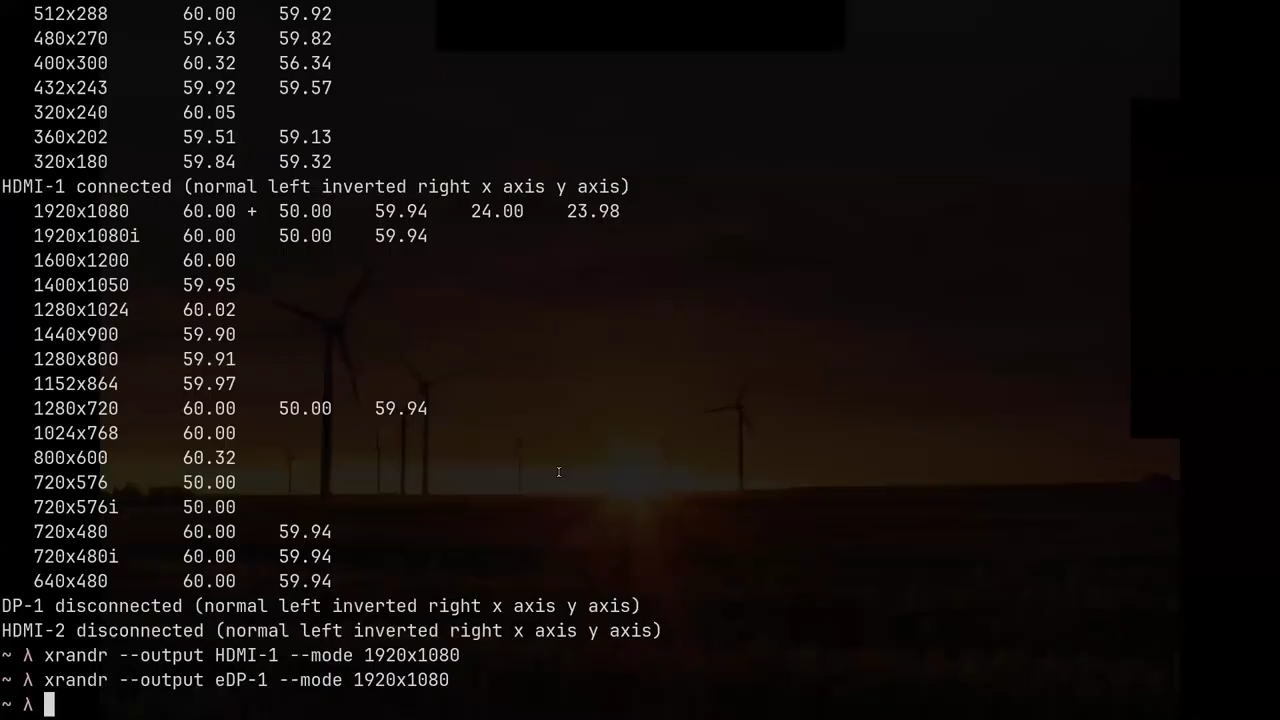 512x288 60.00 59.92
480x270 59.63 59.82
400x300 60.32 56.34
432x243 59.92 59.57
320x240 60.05
360x202 59.51 59.13
320x180 59.84 59.32
HDMI-1 connected (normal left inverted right x axis y axis)
1920x1080 60.00 + 50.00 59.94 24.00 23.98
1920x1080i 60.00 50.00 59.94
1600x1200 60.00
1400x1050 59.95
1280x1024 60.02
1440x900 59.90
1280x800 59.91
1152x864 59.97
1280x720 60.00 50.00 59.94
1024x768 60.00
800x600 60.32
720x576 50.00
720x576i 50.00
720x480 60.00 59.94
720x480i 60.00 59.94
640x480 60.00 59.94
DP-1 disconnected (normal left inverted right x axis y axis)
HDMI-2 disconnected (normal left inverted right x axis y axis)
~ λ xrandr --output HDMI-1 --mode 1920x1080
~ λ xrandr --output eDP-1 --mode 1920x1080
~ λ